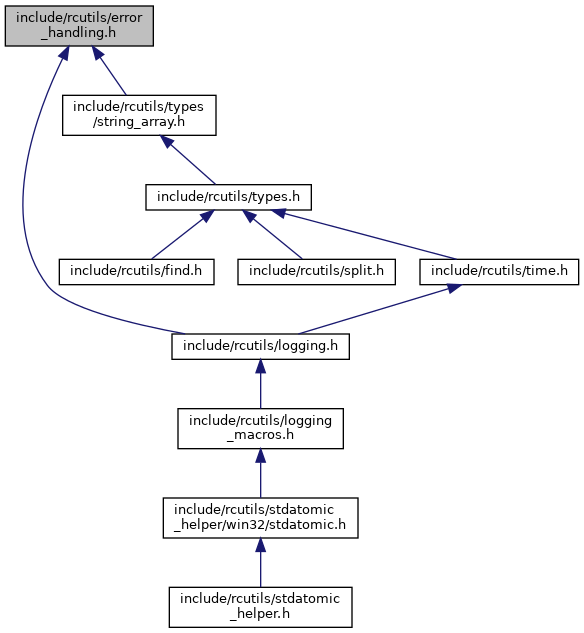 include/rcutils/error
_handling.h
include/rcutils/types
/string_array.h
include/rcutils/types.h
include/rcutils/find.h
include/rcutils/split.h
include/rcutils/time.h
include/rcutils/logging.h
include/rcutils/logging
_macros.h
include/rcutils/stdatomic
_helper/win32/stdatomic.h
include/rcutils/stdatomic
_helper.h